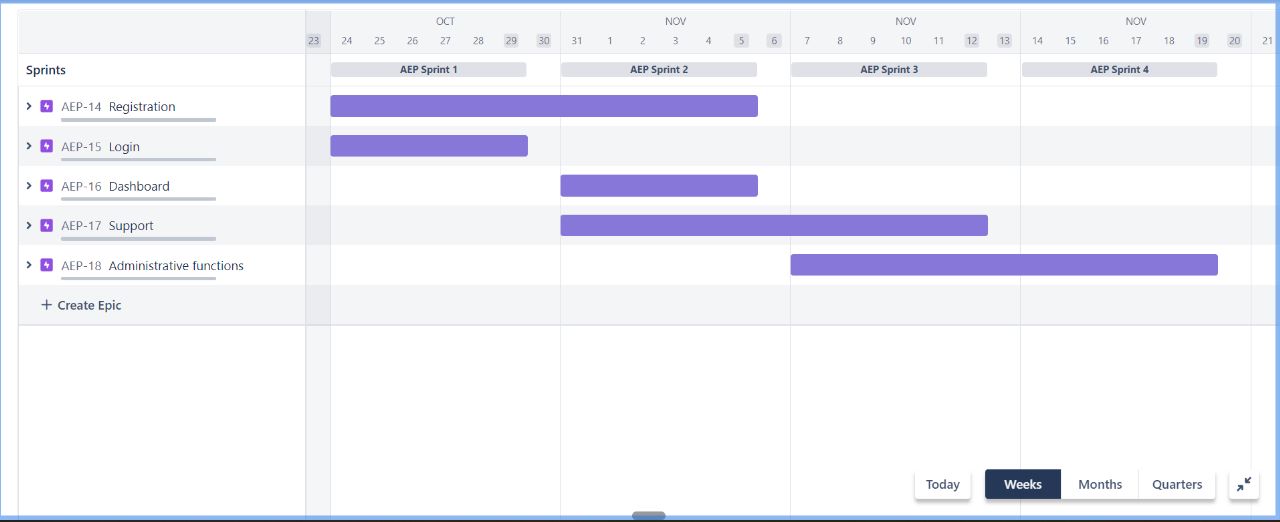 OCT NOV NOV NOV
23 24 25 26 27 28 29 30 31 1 2 3 4 5 6 7 8 9 10 11 12 13 14 15 16 17 18 19 20 21
Sprints AEP Sprint 1 AEP Sprint 2 AEP Sprint 3 AEP Sprint 4
AEP-14 Registration
AEP-15 Login
AEP-16 Dashboard
AEP-17 Support
AEP-18 Administrative functions
+ Create Epic
Today Weeks Months Quarters